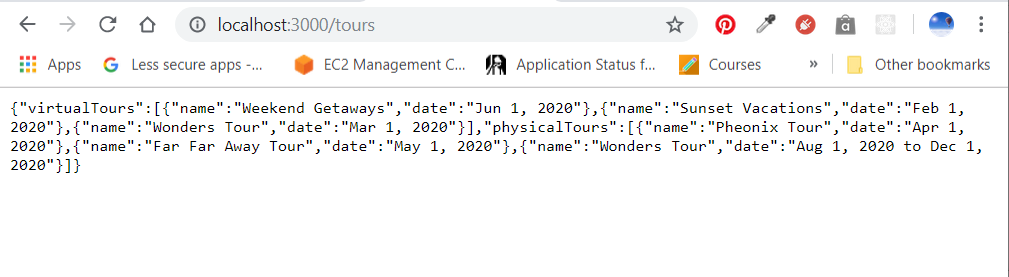 localhost:3000/tours
Apps Less secure apps -... EC2 Management C... Application Status f... Courses » Other bookmarks
{"virtualTours":[{"name":"Weekend Getaways","date":"Jun 1, 2020"},{"name":"Sunset Vacations","date":"Feb 1,
2020"},{"name":"Wonders Tour","date":"Mar 1, 2020"}],"physicalTours":[{"name":"Pheonix Tour","date":"Apr 1,
2020"},{"name":"Far Far Away Tour","date":"May 1, 2020"},{"name":"Wonders Tour","date":"Aug 1, 2020 to Dec 1,
2020"}]}